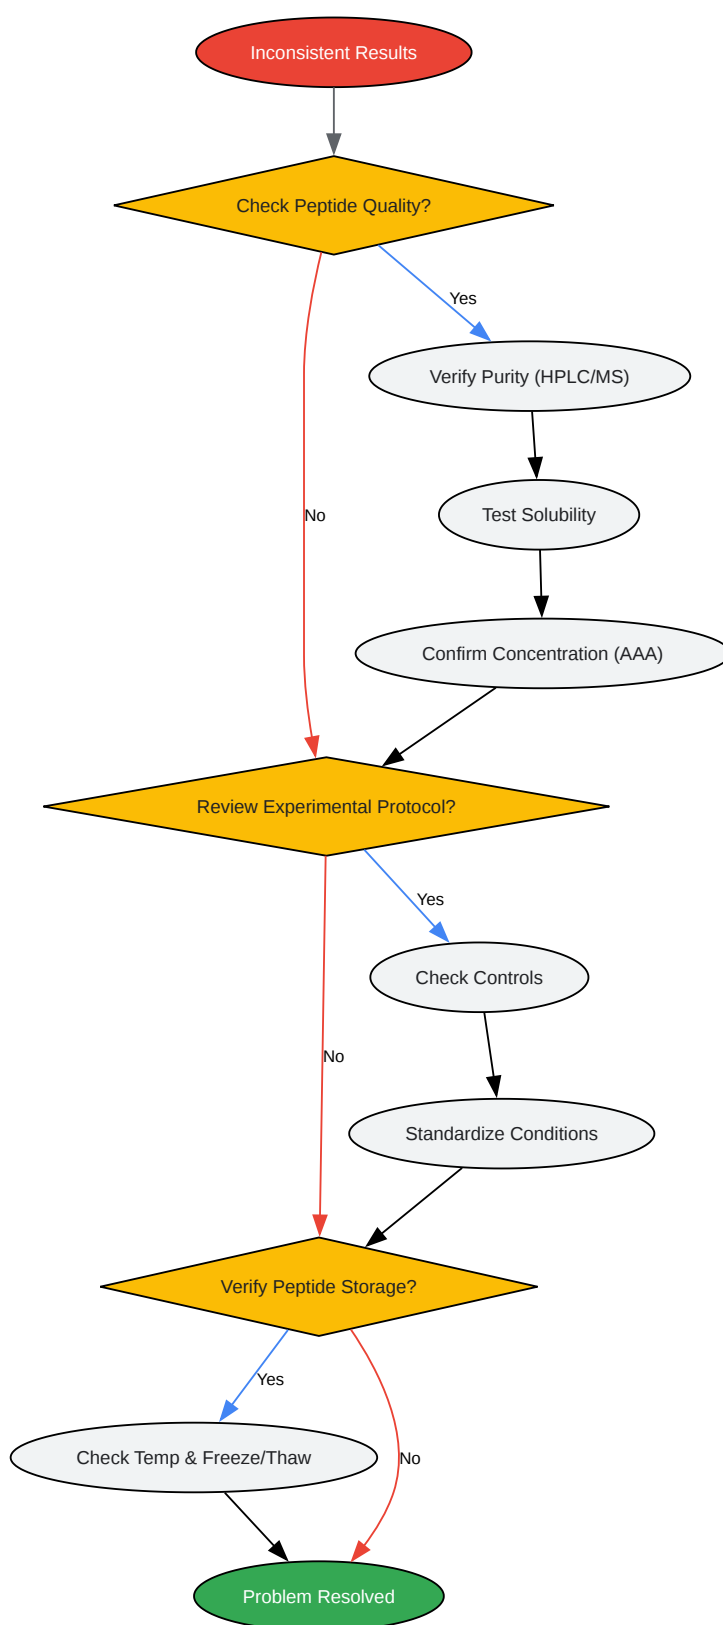 Inconsistent Results
Check Peptide Quality?
Yes
Verify Purity (HPLC/MS)
No
Test Solubility
Confirm Concentration (AAA)
Review Experimental Protocol?
Yes
Check Controls
No
Standardize Conditions
Verify Peptide Storage?
Yes
Check Temp & Freeze/Thaw
No
Problem Resolved